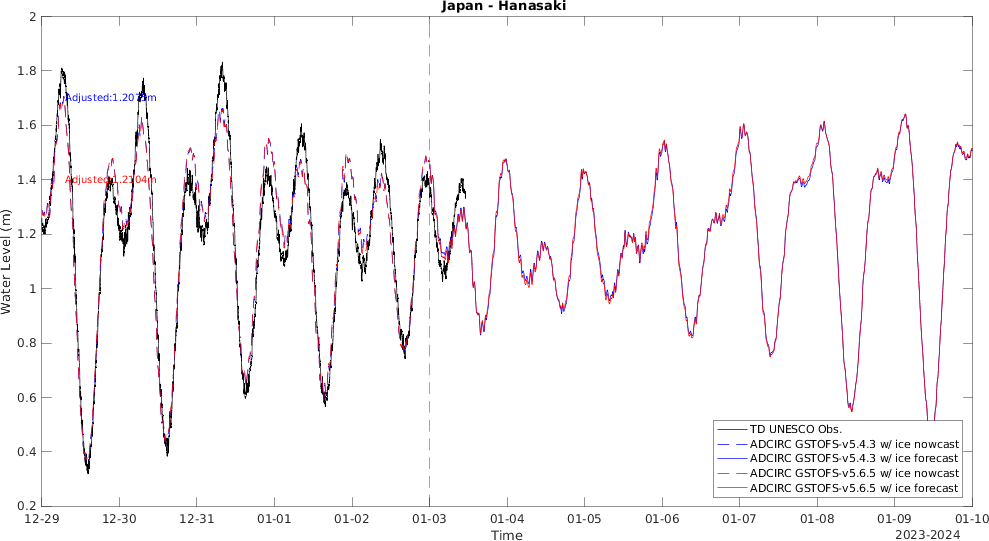 Japan - Hanasaki
2
1.8
1.6
1.4
1.2
1
0.8
0.6
0.4
0.2
Water Level (m)
Adjusted:1.2104m
12-29
12-30
12-31
01-01
01-02
01-03
01-04
01-05
01-06
01-07
01-08
01-09
01-10
Time
2023-2024
TD UNESCO Obs.
ADCIRC GSTOFS-v5.4.3 w/ ice nowcast
ADCIRC GSTOFS-v5.4.3 w/ ice forecast
ADCIRC GSTOFS-v5.6.5 w/ ice nowcast
ADCIRC GSTOFS-v5.6.5 w/ ice forecast